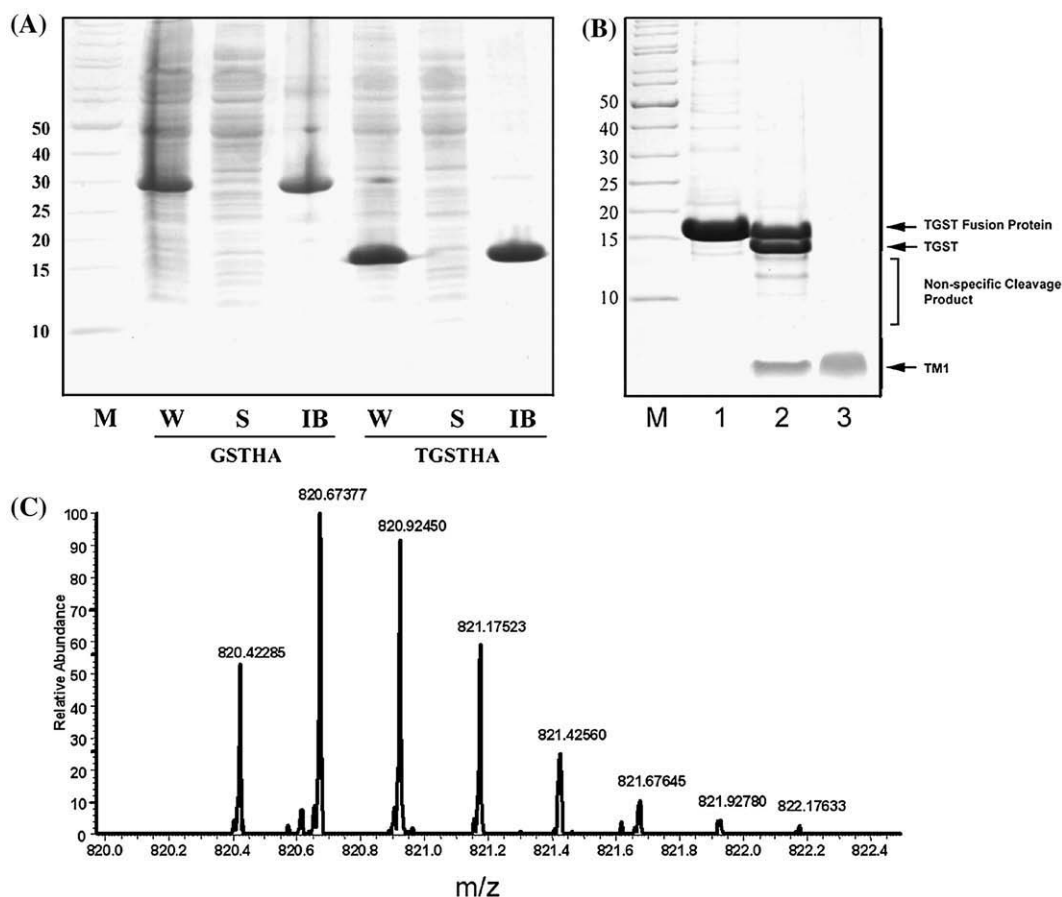 (A)
50
40
30
25
20
15
10
M W S IB W S IB
GSTHA TGSTHA
(B)
50
40
30
25
20
15
10
TGST Fusion Protein
TGST
Non-specific Cleavage
Product
TM1
M 1 2 3
(C)
820.67377
820.92450
821.17523
820.42285
821.42560
821.67645
821.92780
822.17633
Relative Abundance
100
90
80
70
60
50
40
30
20
10
0
820.0 820.2 820.4 820.6 820.8 821.0 821.2 821.4 821.6 821.8 822.0 822.2 822.4
m/z